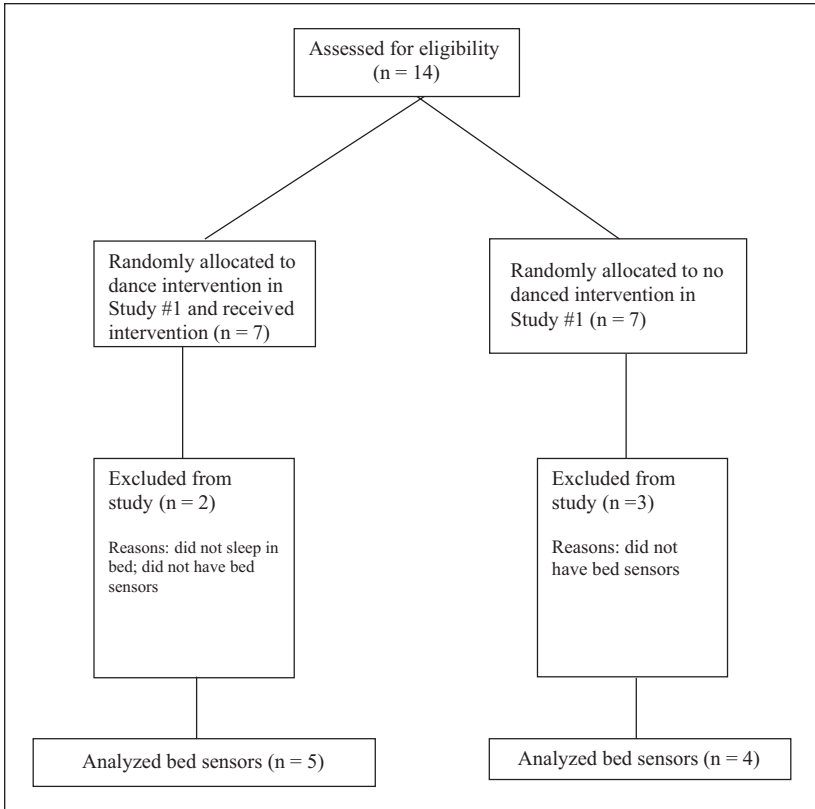 Assessed for eligibility
(n = 14)
Randomly allocated to
dance intervention in
Study #1 and received
intervention (n = 7)
Randomly allocated to no
danced intervention in
Study #1 (n = 7)
Excluded from
study (n = 2)
Reasons: did not sleep in
bed; did not have bed
sensors
Excluded from
study (n =3)
Reasons: did not
have bed sensors
Analyzed bed sensors (n = 5)
Analyzed bed sensors (n = 4)